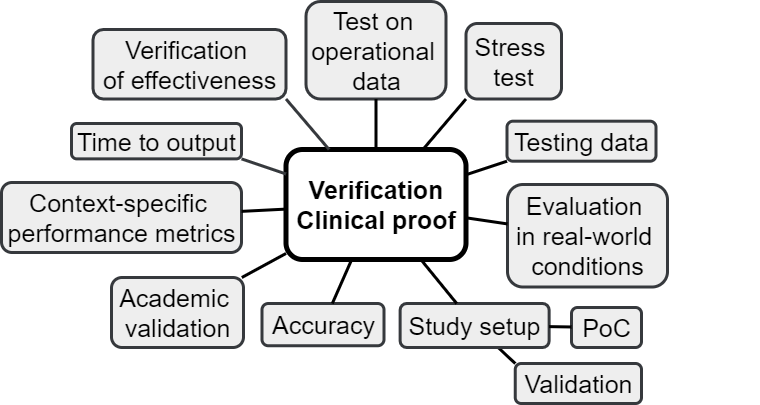 Test on
operational
data
Verification
of effectiveness
Stress
test
Time to output
Testing data
Verification
Clinical proof
Context-specific
performance metrics
Evaluation
in real-world
conditions
Academic
validation
Accuracy
Study setup
PoC
Validation